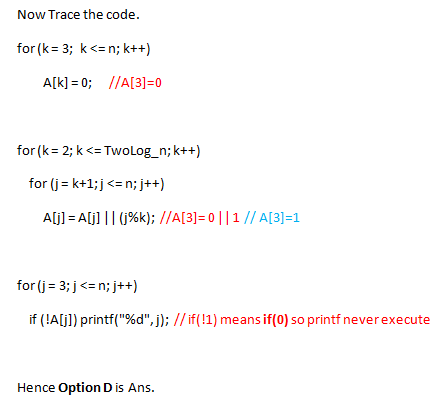 Now Trace the code.
for (k = 3; k <= n; k++)
A[k] = 0; //A[3]=0
for (k = 2; k <= TwoLog_n; k++)
for (j = k+1; j <= n; j++)
A[j] = A[j] || (j%k); //A[3]= 0 || 1 // A[3]=1
for (j = 3; j <= n; j++)
if (!A[j]) printf("%d", j); // if(!1) means if(0) so printf never execute
Hence Option D is Ans.